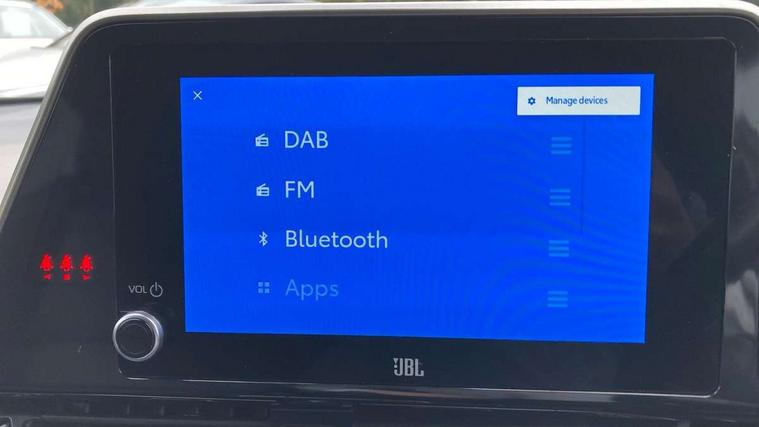 Manage devices
DAB
FM
Bluetooth
Apps
VOL
JBL